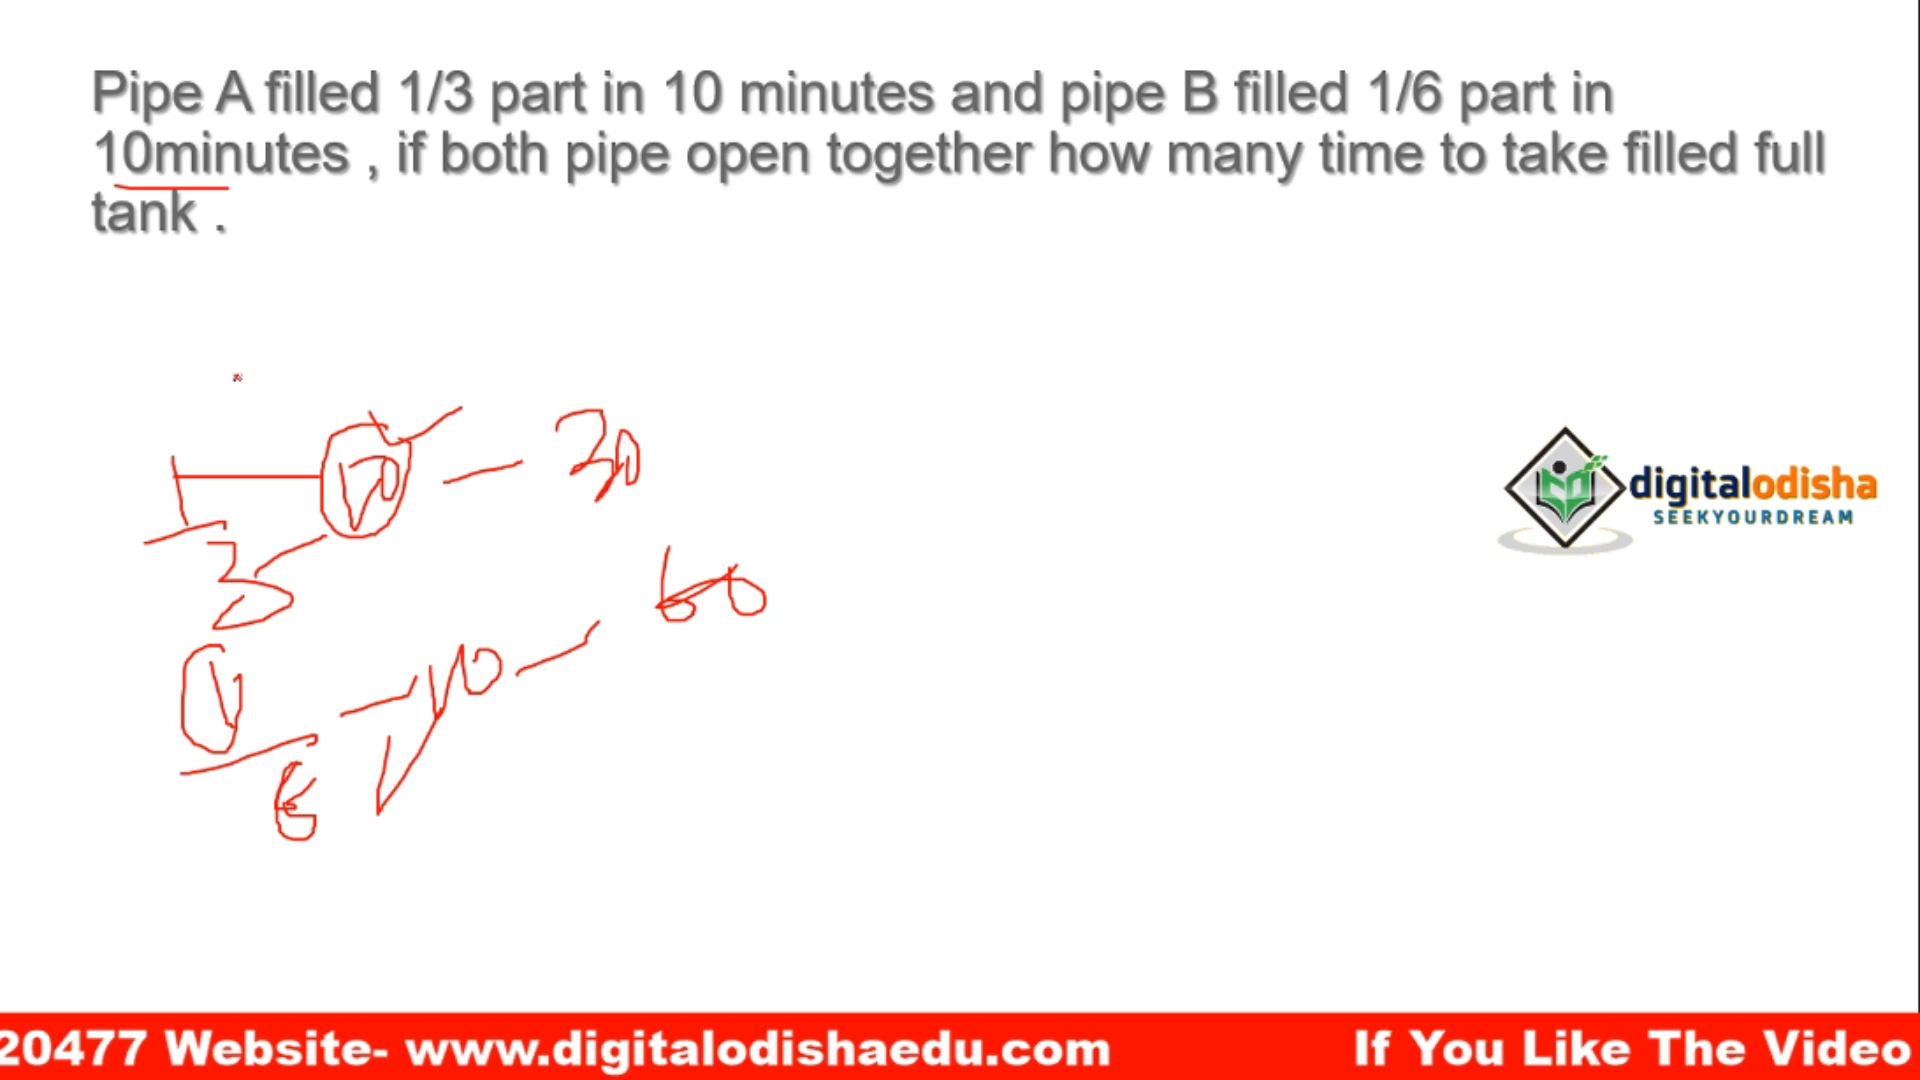 Pipe A filled 1/3 part in 10 minutes and pipe B filled 1/6 part in
10minutes , if both pipe open together how many time to take filled full
tank .
1
3
10
30
1
6
10
60
digitalodisha
SEEKYOURDREAM
20477 Website- www.digitalodishaedu.com If You Like The Video